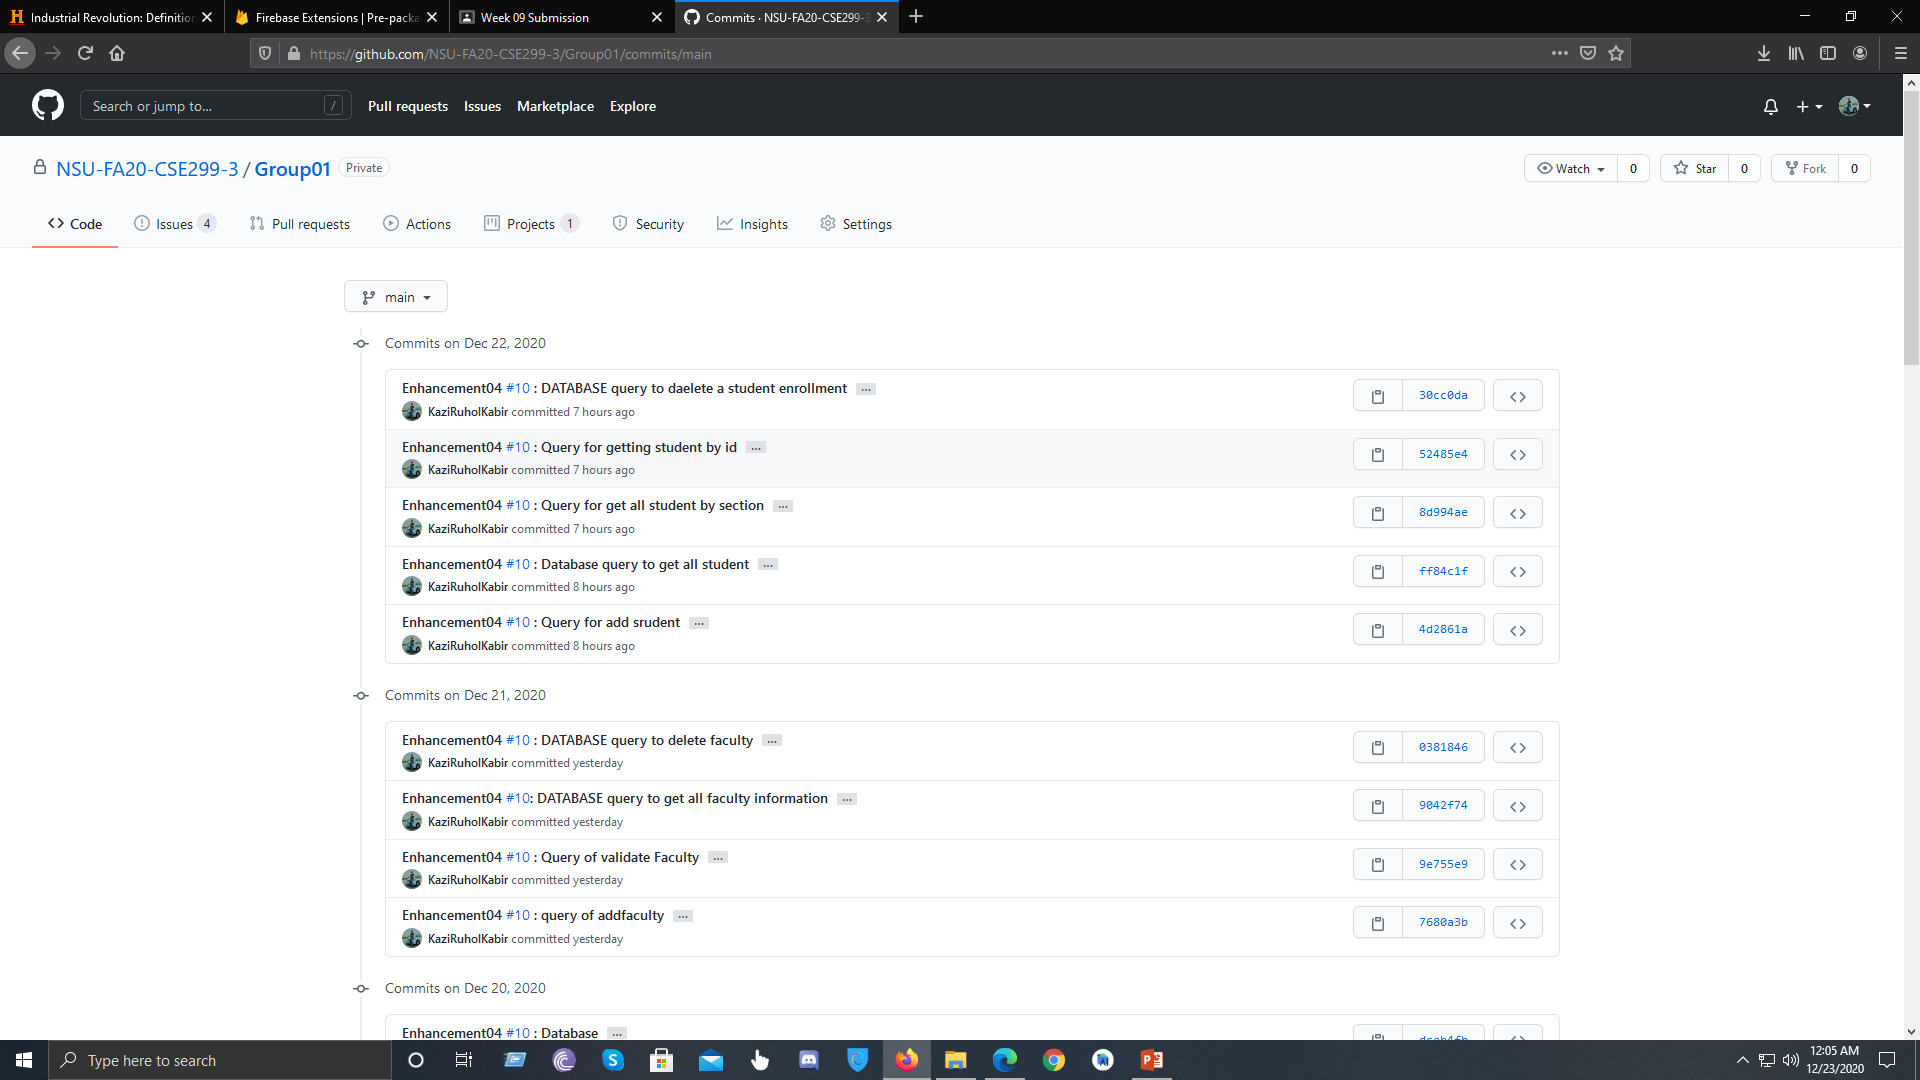 Industrial Revolution: Definition
Firebase Extensions | Pre-packa
Week 09 Submission
Commits · NSU-FA20-CSE299-3
https://github.com/NSU-FA20-CSE299-3/Group01/commits/main
Search or jump to... /
Pull requests Issues Marketplace Explore
NSU-FA20-CSE299-3 / Group01 Private
Watch 0 Star 0 Fork 0
Code Issues 4 Pull requests Actions Projects 1 Security Insights Settings
main
Commits on Dec 22, 2020
Enhancement04 #10 : DATABASE query to daelete a student enrollment …
30cc0da
KaziRuholKabir committed 7 hours ago
Enhancement04 #10 : Query for getting student by id …
52485e4
KaziRuholKabir committed 7 hours ago
Enhancement04 #10 : Query for get all student by section …
8d994ae
KaziRuholKabir committed 7 hours ago
Enhancement04 #10 : Database query to get all student …
ff84c1f
KaziRuholKabir committed 8 hours ago
Enhancement04 #10 : Query for add srudent …
4d2861a
KaziRuholKabir committed 8 hours ago
Commits on Dec 21, 2020
Enhancement04 #10 : DATABASE query to delete faculty …
0381846
KaziRuholKabir committed yesterday
Enhancement04 #10: DATABASE query to get all faculty information …
9042f74
KaziRuholKabir committed yesterday
Enhancement04 #10 : Query of validate Faculty …
9e755e9
KaziRuholKabir committed yesterday
Enhancement04 #10 : query of addfaculty …
7680a3b
KaziRuholKabir committed yesterday
Commits on Dec 20, 2020
Enhancement04 #10 : Database …
Type here to search
12:05 AM
12/23/2020